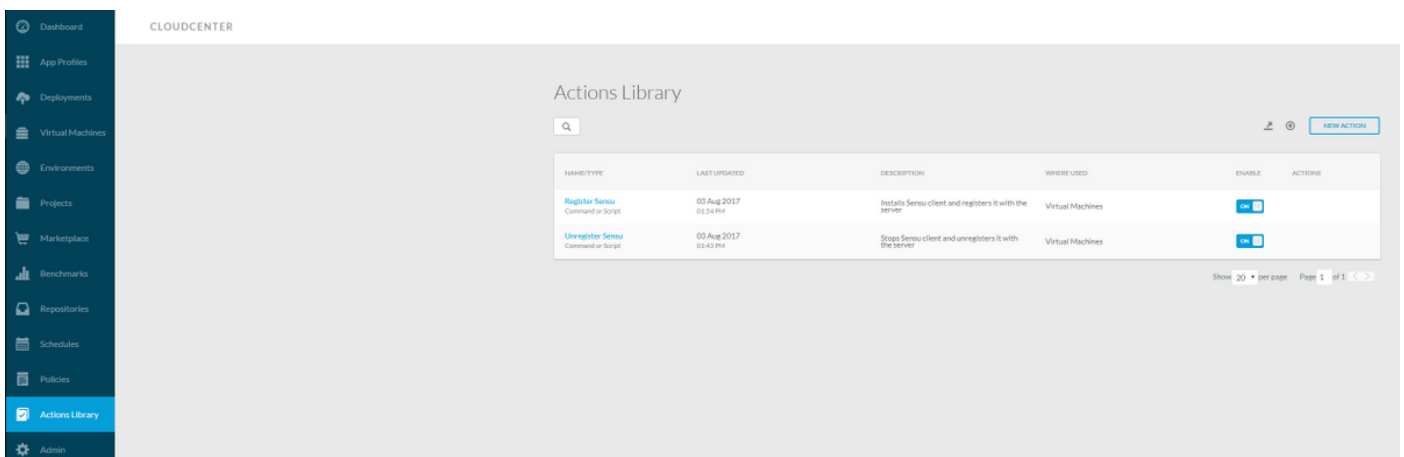 Dashboard
CLOUDCENTER
App Profiles
Deployments
Virtual Machines
Environments
Projects
Marketplace
Benchmarks
Repositories
Schedules
Policies
Actions Library
Admin
Actions Library
NEW ACTION
NAME/TYPE LAST UPDATED DESCRIPTION WHERE USED ENABLE ACTIONS
Register Sensu 03 Aug 2017 Installs Sensu client and registers it with the Virtual Machines ON
Command or Script 01:54 PM server
Unregister Sensu 03 Aug 2017 Stops Sensu client and unregisters it with Virtual Machines ON
Command or Script 01:43 PM the server
Show 20 per page Page 1 of 1